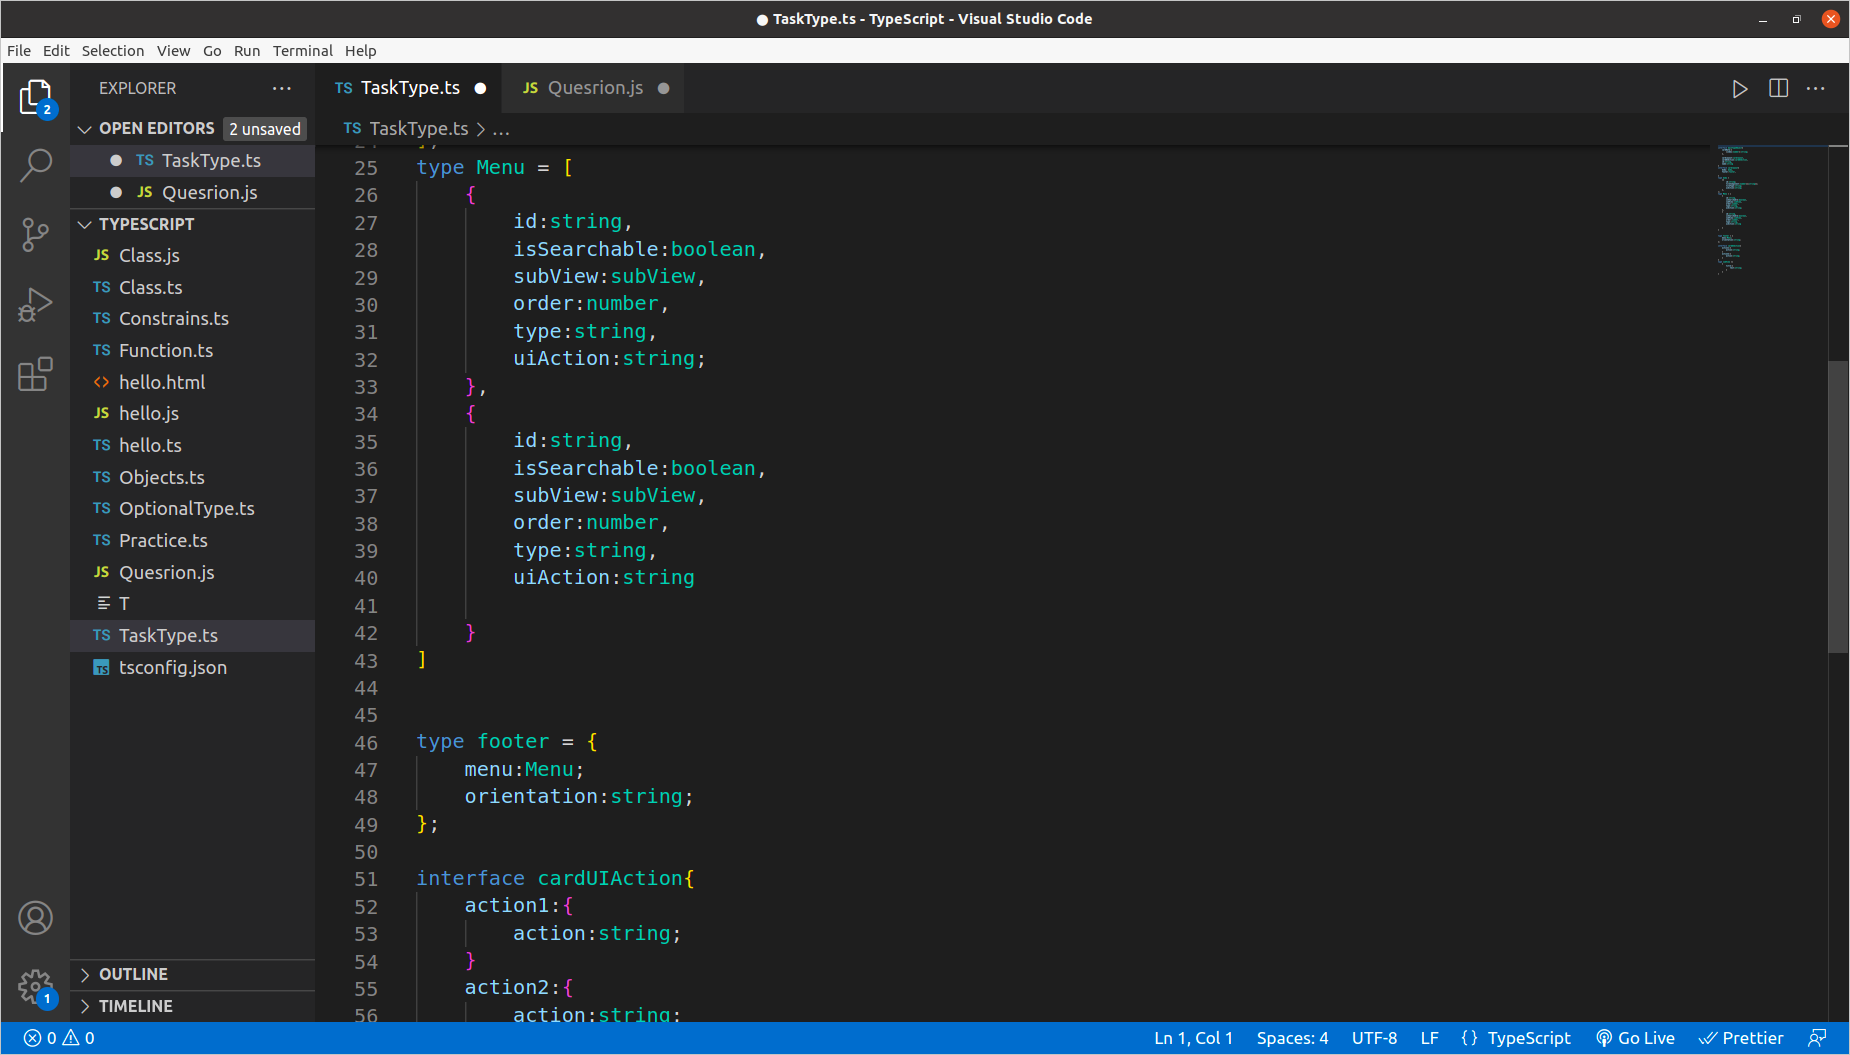 TaskType.ts - TypeScript - Visual Studio Code
File Edit Selection View Go Run Terminal Help
2
EXPLORER
OPEN EDITORS 2 unsaved
TS TaskType.ts
JS Quesrion.js
TYPESCRIPT
JS Class.js
TS Class.ts
TS Constrains.ts
TS Function.ts
<> hello.html
JS hello.js
TS hello.ts
TS Objects.ts
TS OptionalType.ts
TS Practice.ts
JS Quesrion.js
T
TS TaskType.ts
TS tsconfig.json
OUTLINE
1
TIMELINE
TS TaskType.ts
JS Quesrion.js
TS TaskType.ts > ...
25 type Menu = [
26 {
27 id:string,
28 isSearchable:boolean,
29 subView:subView,
30 order:number,
31 type:string,
32 uiAction:string;
33 },
34 {
35 id:string,
36 isSearchable:boolean,
37 subView:subView,
38 order:number,
39 type:string,
40 uiAction:string
41
42 }
43 ]
44
45
46 type footer = {
47 menu:Menu;
48 orientation:string;
49 };
50
51 interface cardUIAction{
52 action1:{
53 action:string;
54 }
55 action2:{
56 action:string;
0 0
Ln 1, Col 1 Spaces: 4 UTF-8 LF {} TypeScript Go Live Prettier